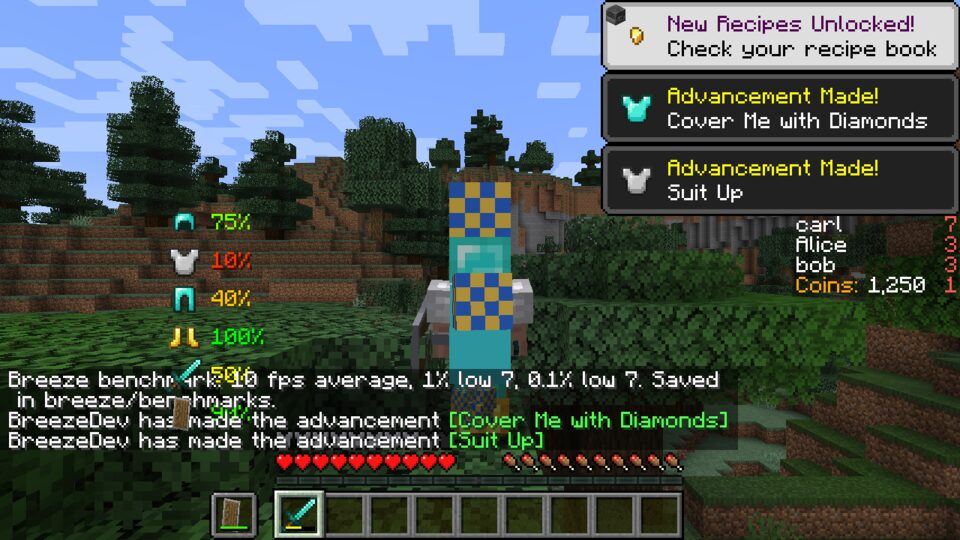 New Recipes Unlocked!
Check your recipe book
Advancement Made!
Cover Me with Diamonds
Advancement Made!
Suit Up
carl 7
Alice 3
bob 3
Coins: 1,250 1
75%
10%
40%
100%
50%
Breeze benchmark: 10 fps average, 1% low 7, 0.1% low 7. Saved
in breeze/benchmarks.
BreezeDev has made the advancement [Cover Me with Diamonds]
BreezeDev has made the advancement [Suit Up]